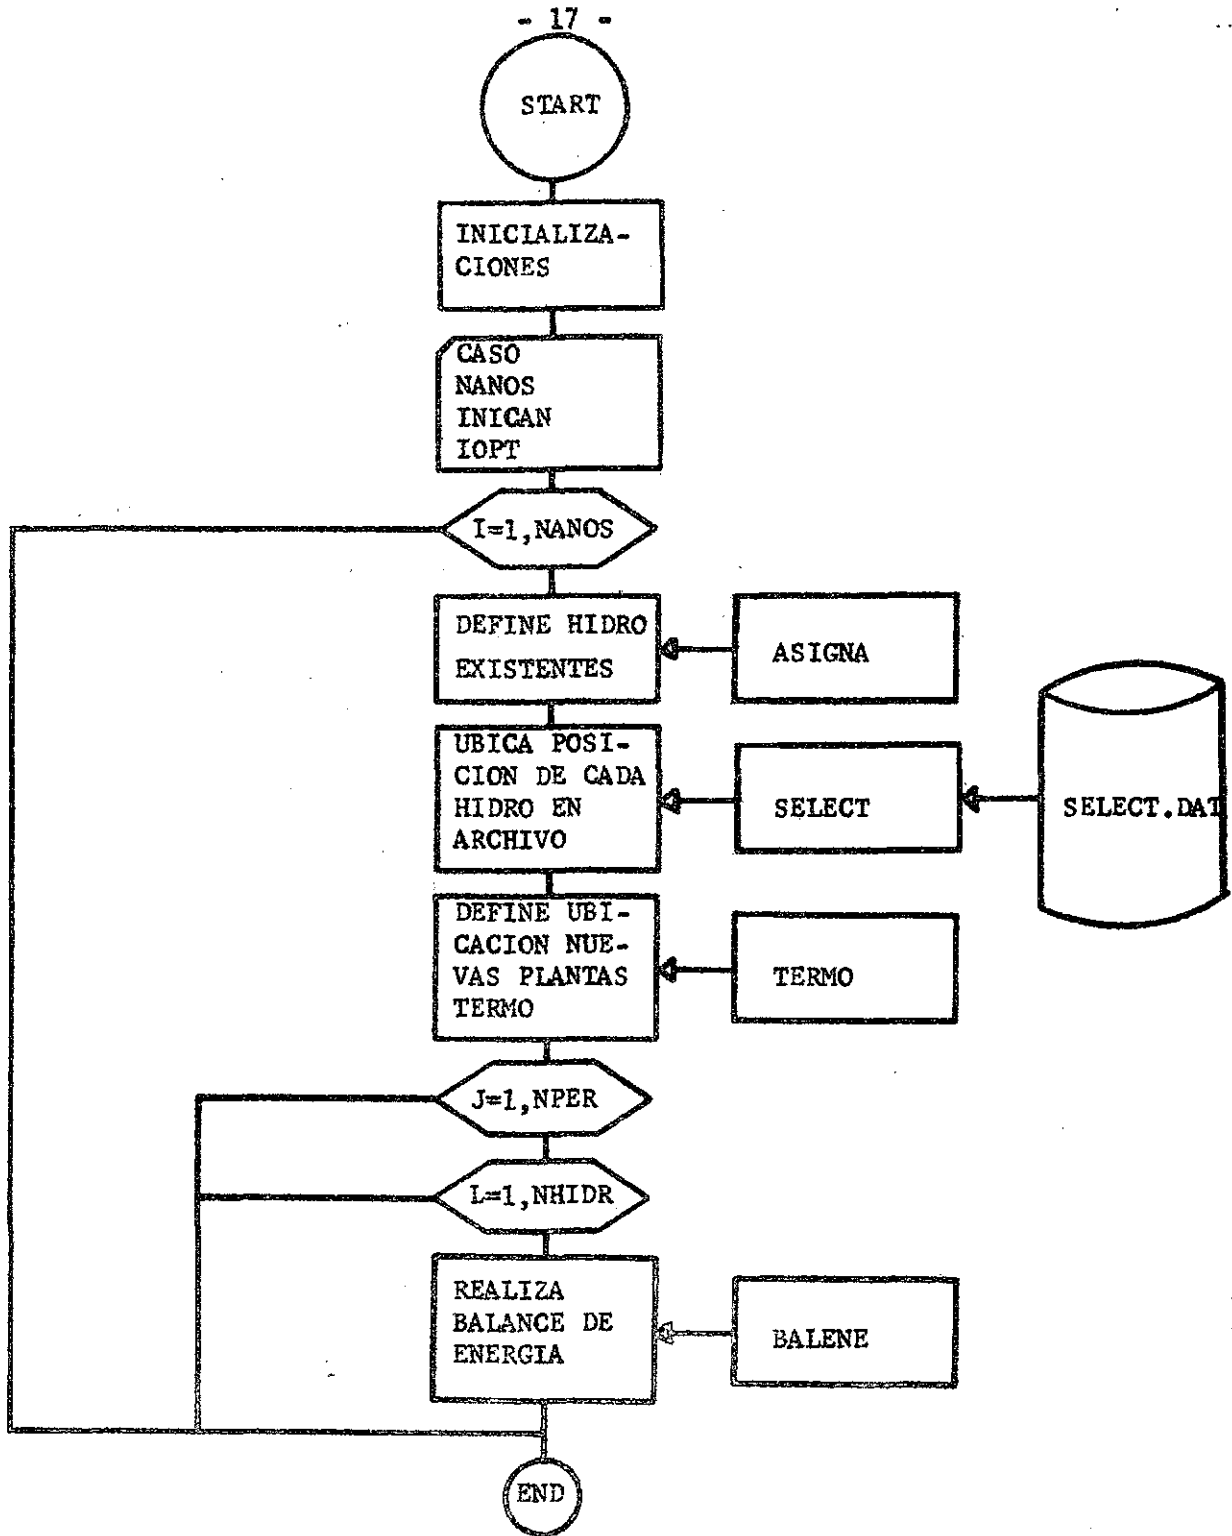 - 17 -
START
INICIALIZA-
CIONES
CASO
NANOS
INICAN
IOPT
I=1,NANOS
DEFINE HIDRO
EXISTENTES
ASIGNA
UBICA POSI-
CION DE CADA
HIDRO EN
ARCHIVO
SELECT
SELECT.DAT
DEFINE UBI-
CACION NUE-
VAS PLANTAS
TERMO
TERMO
J=1,NPER
L=1,NHIDR
REALIZA
BALANCE DE
ENERGIA
BALENE
END